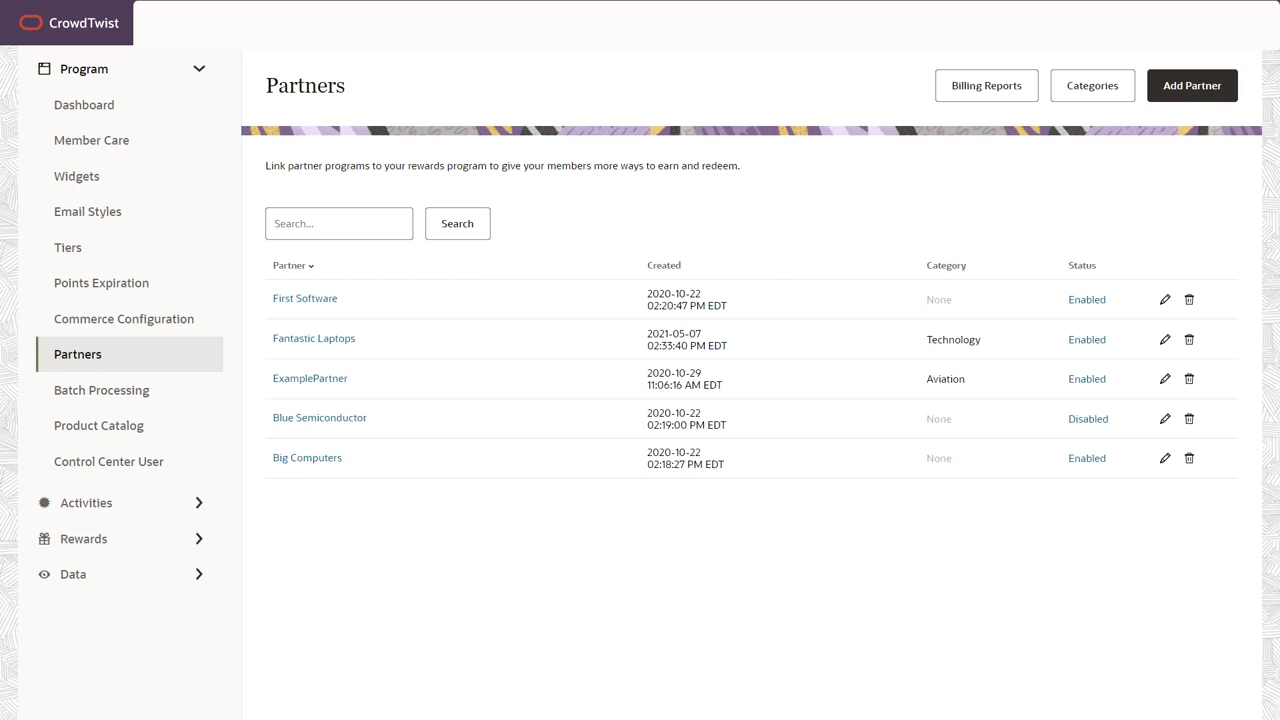 CrowdTwist
Program
Dashboard
Member Care
Widgets
Email Styles
Tiers
Points Expiration
Commerce Configuration
Partners
Batch Processing
Product Catalog
Control Center User
Activities
Rewards
Data
Partners
Billing Reports
Categories
Add Partner
Link partner programs to your rewards program to give your members more ways to earn and redeem.
Search...
Search
Partner Created Category Status
First Software 2020-10-22 None Enabled
02:20:47 PM EDT
Fantastic Laptops 2021-05-07 Technology Enabled
02:33:40 PM EDT
ExamplePartner 2020-10-29 Aviation Enabled
11:06:16 AM EDT
Blue Semiconductor 2020-10-22 None Disabled
02:19:00 PM EDT
Big Computers 2020-10-22 None Enabled
02:18:27 PM EDT